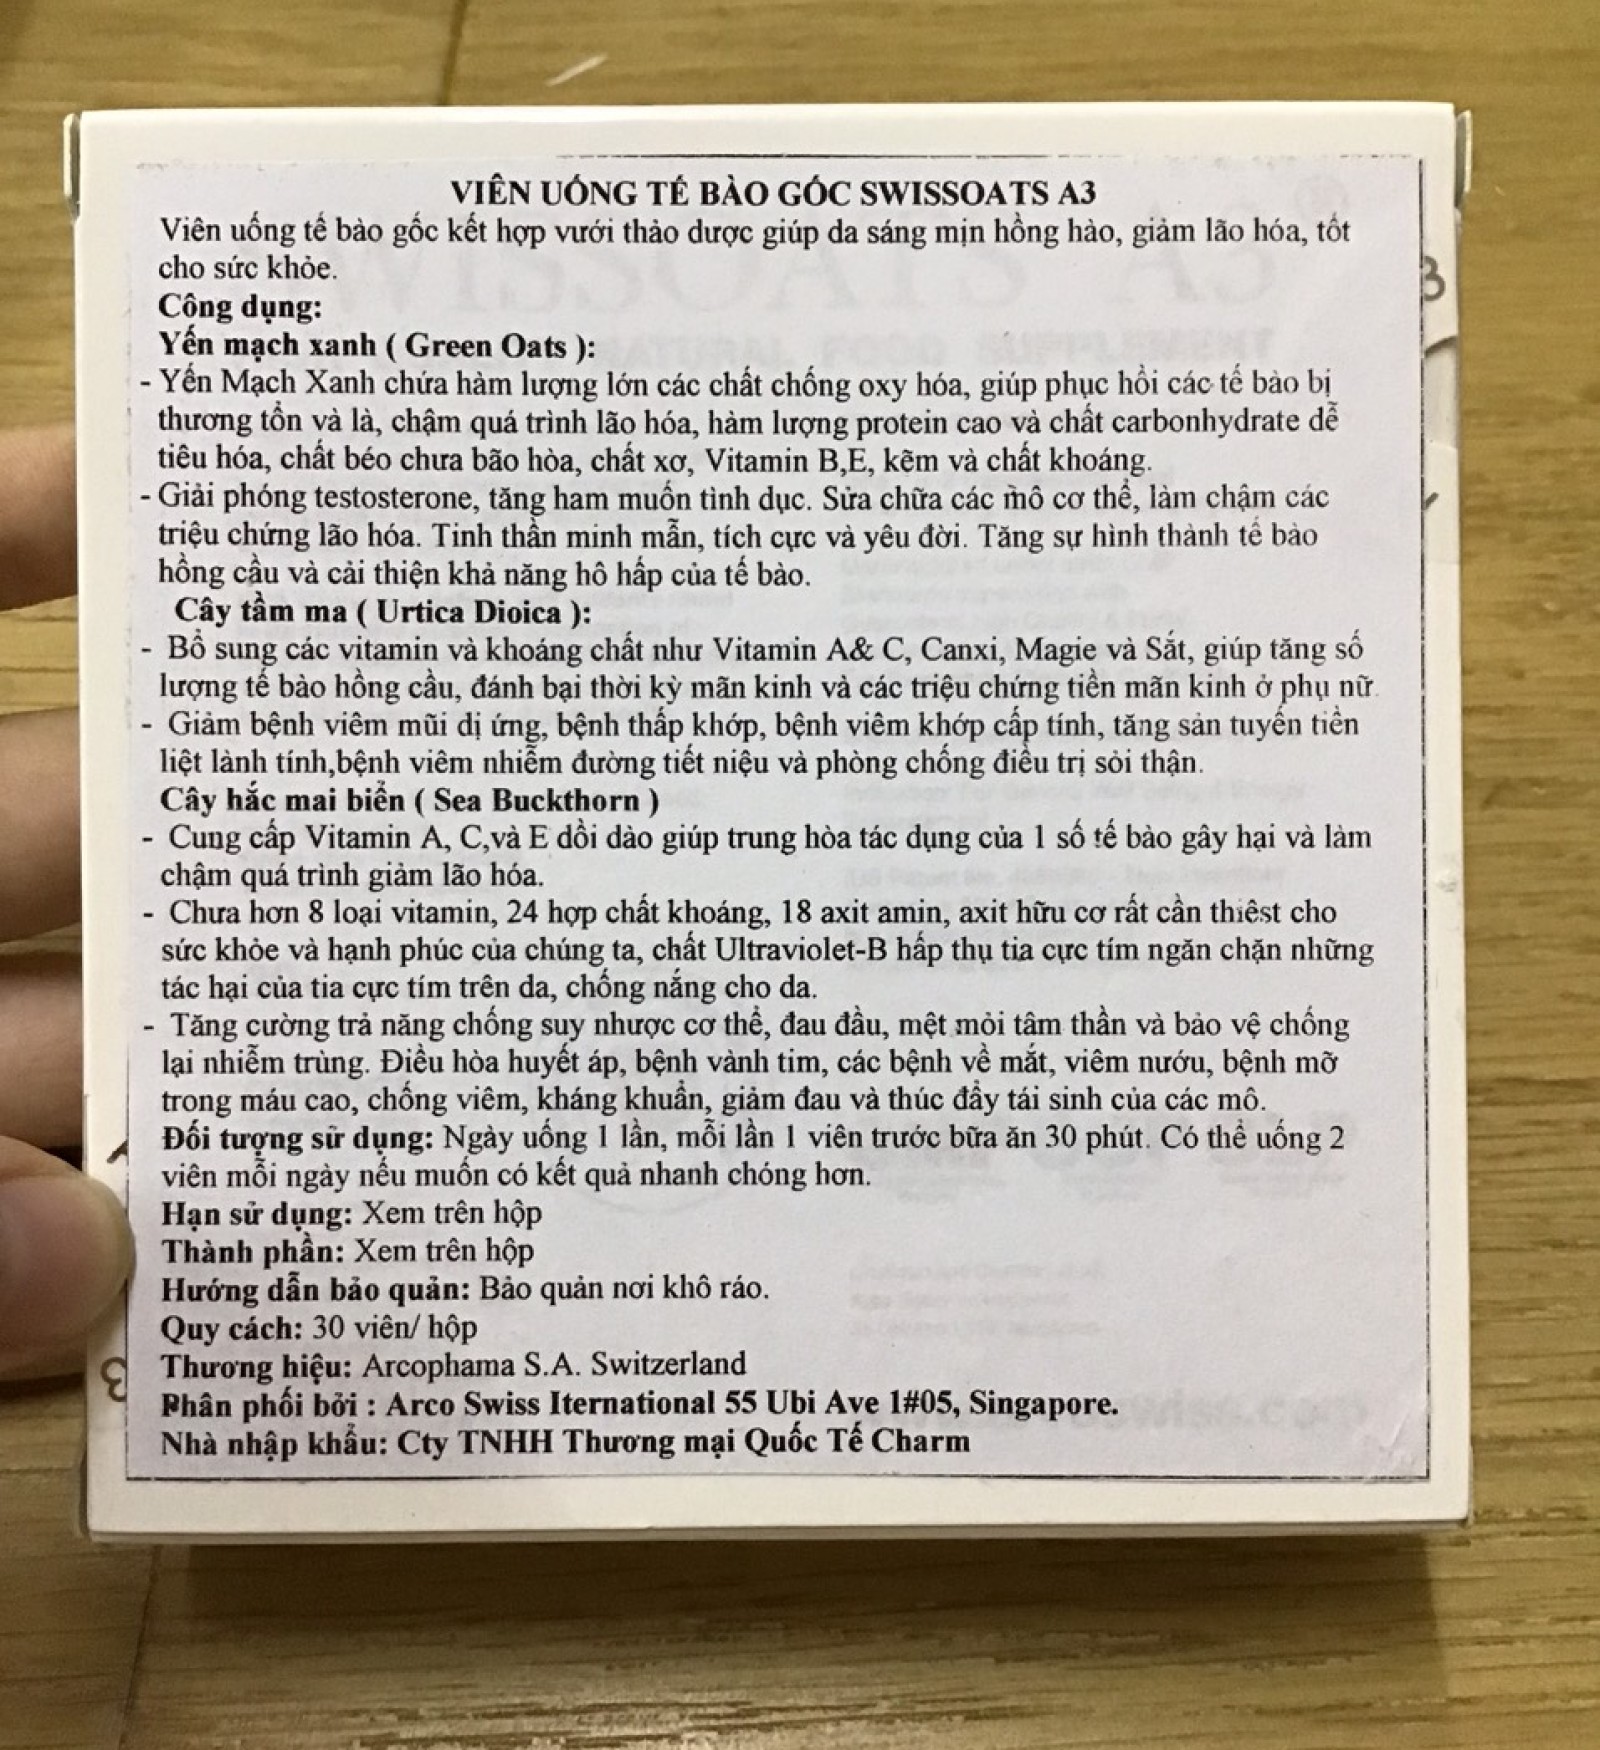 VIÊN UỐNG TẾ BÀO GỐC SWISSOATS A3
Viên uống tế bào gốc kết hợp vưới thảo dược giúp da sáng mịn hồng hào, giảm lão hóa, tốt
cho sức khỏe.
Công dụng:
Yến mạch xanh ( Green Oats ):
- Yến Mạch Xanh chứa hàm lượng lớn các chất chống oxy hóa, giúp phục hồi các tế bào bị
thương tổn và là, chậm quá trình lão hóa, hàm lượng protein cao và chất carbonhydrate dễ
tiêu hóa, chất béo chưa bão hòa, chất xơ, Vitamin B,E, kẽm và chất khoáng.
- Giải phóng testosterone, tăng ham muốn tình dục. Sửa chữa các mô cơ thể, làm chậm các
triệu chứng lão hóa. Tinh thần minh mẫn, tích cực và yêu đời. Tăng sự hình thành tế bào
hồng cầu và cải thiện khả năng hô hấp của tế bào.
Cây tầm ma ( Urtica Dioica ):
- Bổ sung các vitamin và khoáng chất như Vitamin A& C, Canxi, Magie và Sắt, giúp tăng số
lượng tế bào hồng cầu, đánh bại thời kỳ mãn kinh và các triệu chứng tiền mãn kinh ở phụ nữ.
- Giảm bệnh viêm mũi dị ứng, bệnh thấp khớp, bệnh viêm khớp cấp tính, tăng sản tuyến tiền
liệt lành tính,bệnh viêm nhiễm đường tiết niệu và phòng chống điều trị sỏi thận.
Cây hắc mai biển ( Sea Buckthorn )
- Cung cấp Vitamin A, C,và E dồi dào giúp trung hòa tác dụng của 1 số tế bào gây hại và làm
chậm quá trình giảm lão hóa.
- Chưa hơn 8 loại vitamin, 24 hợp chất khoáng, 18 axit amin, axit hữu cơ rất cần thiêst cho
sức khỏe và hạnh phúc của chúng ta, chất Ultraviolet-B hấp thụ tia cực tím ngăn chặn những
tác hại của tia cực tím trên da, chống nắng cho da.
- Tăng cường trả năng chống suy nhược cơ thể, đau đầu, mệt mỏi tâm thần và bảo vệ chống
lại nhiễm trùng. Điều hòa huyết áp, bệnh vành tim, các bệnh về mắt, viêm nướu, bệnh mỡ
trong máu cao, chống viêm, kháng khuẩn, giảm đau và thúc đẩy tái sinh của các mô.
Đối tượng sử dụng: Ngày uống 1 lần, mỗi lần 1 viên trước bữa ăn 30 phút. Có thể uống 2
viên mỗi ngày nếu muốn có kết quả nhanh chóng hơn.
Hạn sử dụng: Xem trên hộp
Thành phần: Xem trên hộp
Hướng dẫn bảo quản: Bảo quản nơi khô ráo.
Quy cách: 30 viên/ hộp
Thương hiệu: Arcophama S.A. Switzerland
Phân phối bởi : Arco Swiss Iternational 55 Ubi Ave 1#05, Singapore.
Nhà nhập khẩu: Cty TNHH Thương mại Quốc Tế Charm